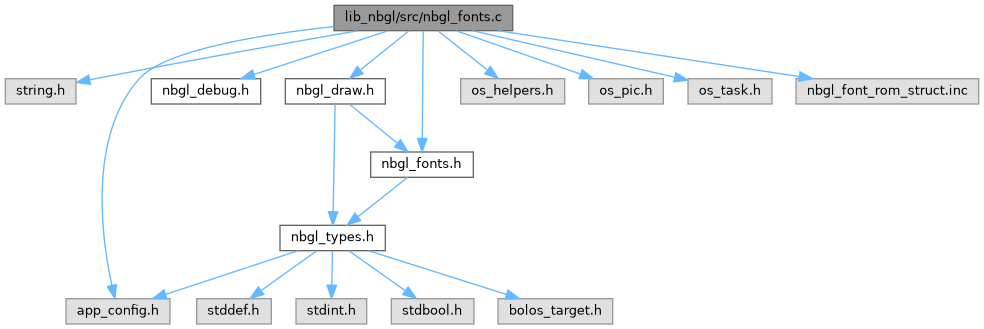 lib_nbgl/src/nbgl_fonts.c
string.h
nbgl_debug.h
nbgl_draw.h
os_helpers.h
os_pic.h
os_task.h
nbgl_font_rom_struct.inc
nbgl_fonts.h
nbgl_types.h
app_config.h
stddef.h
stdint.h
stdbool.h
bolos_target.h